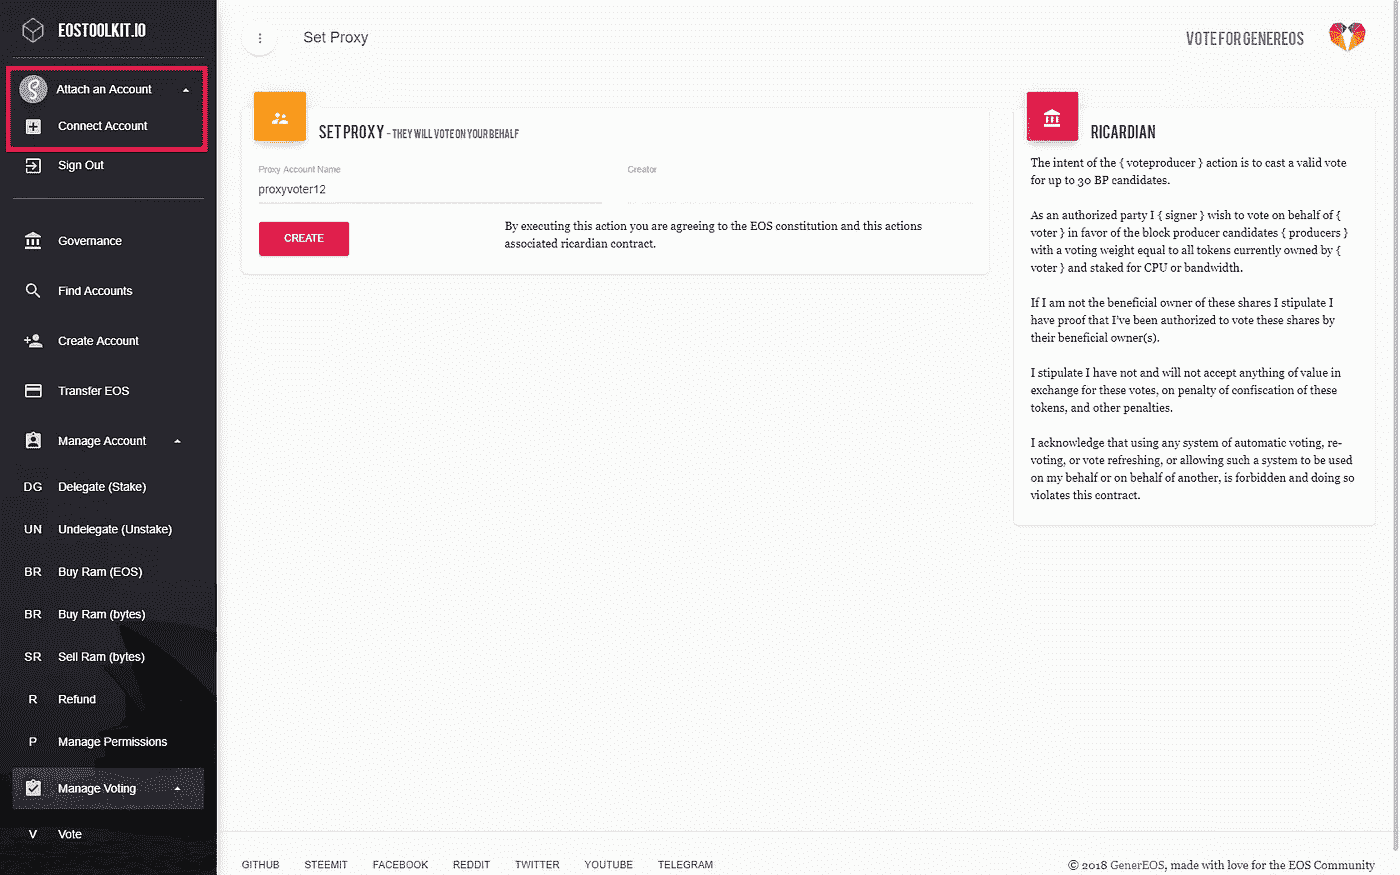 EOSTOOLKIT.IO
Attach an Account
Connect Account
Sign Out
Governance
Find Accounts
Create Account
Transfer EOS
Manage Account
DG Delegate (Stake)
UN Undelegate (Unstake)
BR Buy Ram (EOS)
BR Buy Ram (bytes)
SR Sell Ram (bytes)
R Refund
P Manage Permissions
Manage Voting
V Vote
Set Proxy
VOTE FOR GENEREOS
SET PROXY - THEY WILL VOTE ON YOUR BEHALF
Proxy Account Name
proxyvoter12
Creator
CREATE
By executing this action you are agreeing to the EOS constitution and this actions
associated ricardian contract.
RICARDIAN
The intent of the { voteproducer } action is to cast a valid vote
for up to 30 BP candidates.
As an authorized party I { signer } wish to vote on behalf of {
voter } in favor of the block producer candidates { producers }
with a voting weight equal to all tokens currently owned by {
voter } and staked for CPU or bandwidth.
If I am not the beneficial owner of these shares I stipulate I
have proof that I've been authorized to vote these shares by
their beneficial owner(s).
I stipulate I have not and will not accept anything of value in
exchange for these votes, on penalty of confiscation of these
tokens, and other penalties.
I acknowledge that using any system of automatic voting, re-
voting, or vote refreshing, or allowing such a system to be used
on my behalf or on behalf of another, is forbidden and doing so
violates this contract.
GITHUB STEEMIT FACEBOOK REDDIT TWITTER YOUTUBE TELEGRAM
© 2018 GenerEOS, made with love for the EOS Community